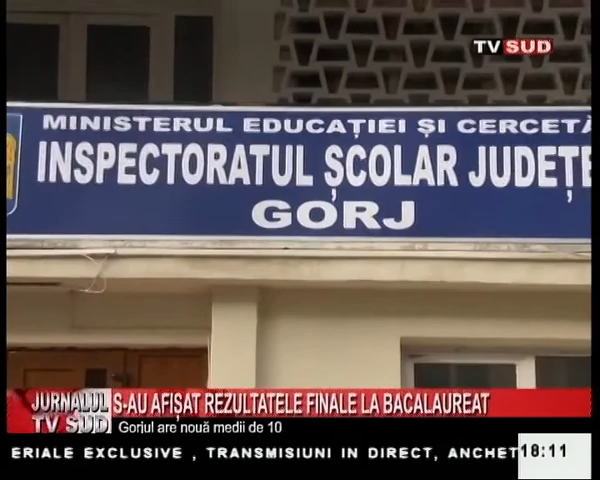 TV SUD
MINISTERUL EDUCAȚIEI ȘI CERCETĂ
INSPECTORATUL ȘCOLAR JUDEȚE
GORJ
JURNALUL TV SUD
S-AU AFIȘAT REZULTATELE FINALE LA BACALAUREAT
Gorjul are nouă medii de 10
ERIALE EXCLUSIVE , TRANSMISIUNI IN DIRECT, ANCHET
18:11